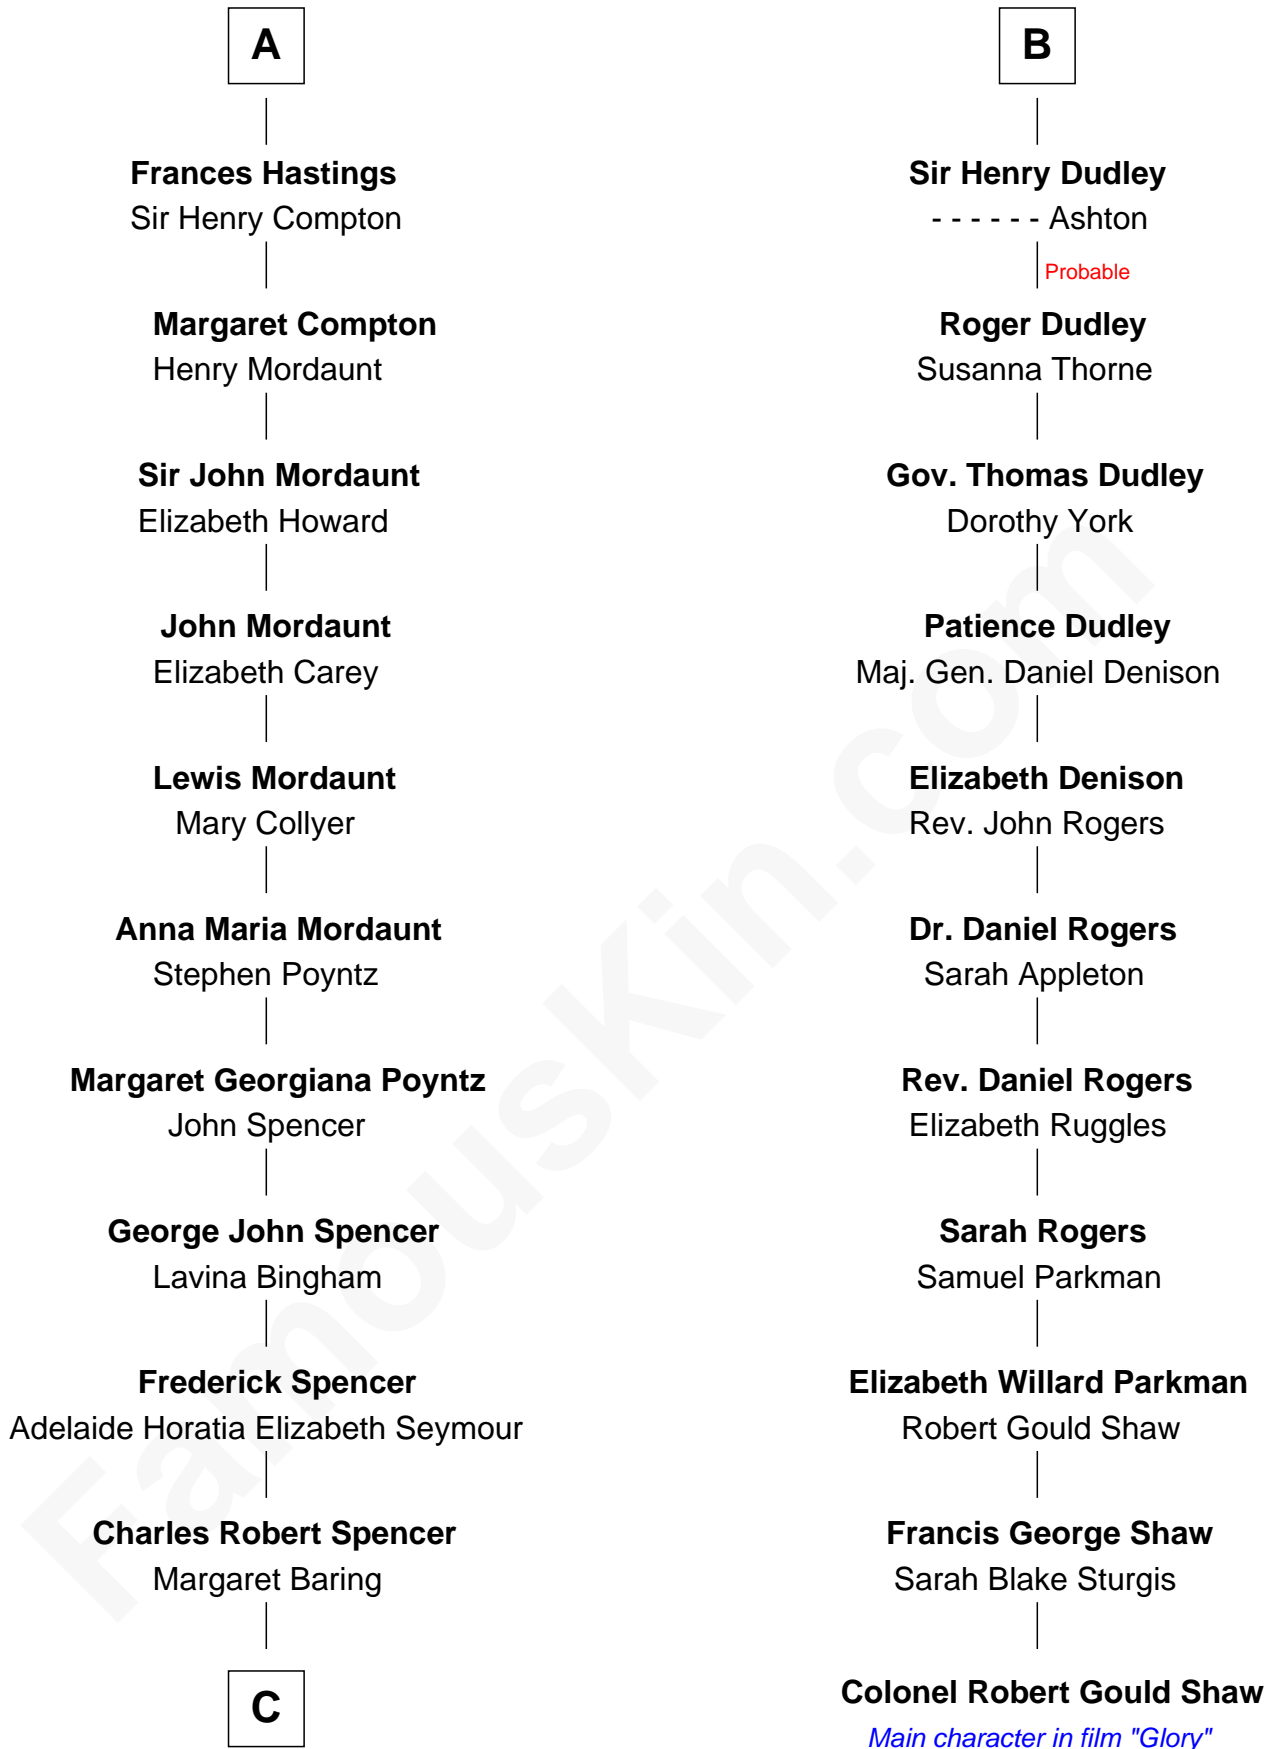 A
Frances Hastings
Sir Henry Compton
Margaret Compton
Henry Mordaunt
Sir John Mordaunt
Elizabeth Howard
John Mordaunt
Elizabeth Carey
Lewis Mordaunt
Mary Collyer
Anna Maria Mordaunt
Stephen Poyntz
Margaret Georgiana Poyntz
John Spencer
George John Spencer
Lavina Bingham
Frederick Spencer
Adelaide Horatia Elizabeth Seymour
Charles Robert Spencer
Margaret Baring
C
B
Sir Henry Dudley
- - - - - - Ashton
Probable
Roger Dudley
Susanna Thorne
Gov. Thomas Dudley
Dorothy York
Patience Dudley
Maj. Gen. Daniel Denison
Elizabeth Denison
Rev. John Rogers
Dr. Daniel Rogers
Sarah Appleton
Rev. Daniel Rogers
Elizabeth Ruggles
Sarah Rogers
Samuel Parkman
Elizabeth Willard Parkman
Robert Gould Shaw
Francis George Shaw
Sarah Blake Sturgis
Colonel Robert Gould Shaw
Main character in film "Glory"
FamousKin.com